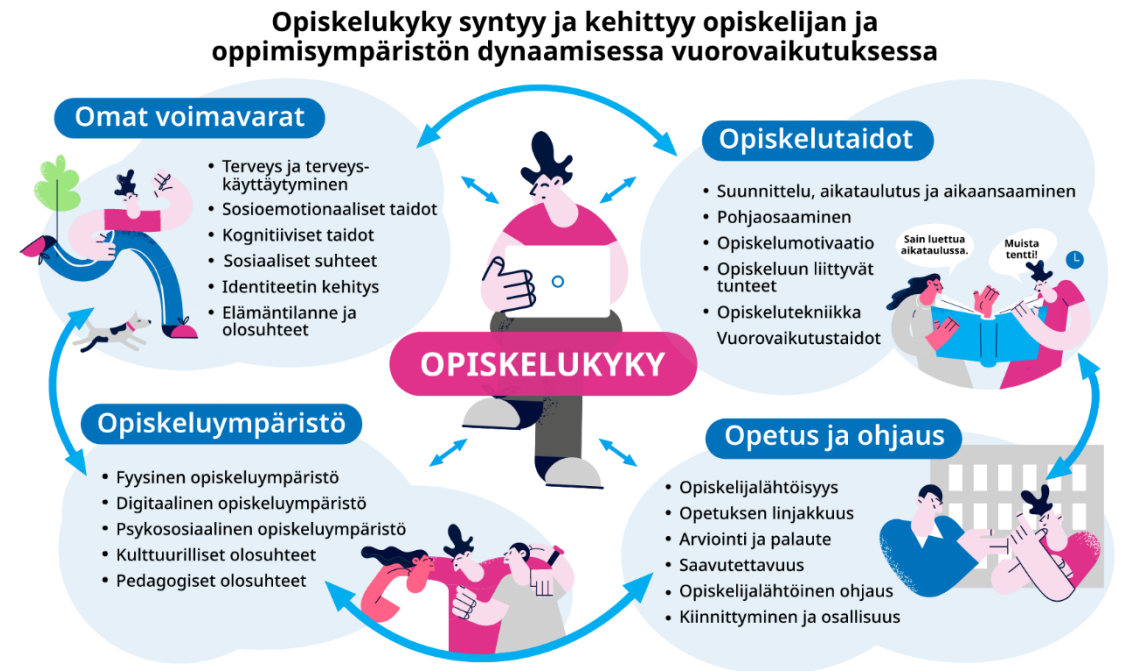 Opiskelukyky syntyy ja kehittyy opiskelijan ja
oppimisympäristön dynaamisessa vuorovaikutuksessa
Omat voimavarat
• Terveys ja terveys-
käyttäytyminen
• Sosioemotionaaliset taidot
• Kognitiiviset taidot
• Sosiaaliset suhteet
• Identiteetin kehitys
• Elämäntilanne ja
olosuhteet
Opiskelutaidot
• Suunnittelu, aikataulutus ja aikaansaaminen
• Pohjaosaaminen
• Opiskelumotivaatio
• Opiskeluun liittyvät
tunteet
• Opiskelutekniikka
Vuorovaikutustaidot
Sain luettua
aikataulussa.
Muista
tentti!
OPISKELUKYKY
Opiskeluympäristö
• Fyysinen opiskeluympäristö
• Digitaalinen opiskeluympäristö
• Psykososiaalinen opiskeluympäristö
• Kulttuurilliset olosuhteet
• Pedagogiset olosuhteet
Opetus ja ohjaus
• Opiskelijalähtöisyys
• Opetuksen linjakkuus
• Arviointi ja palaute
• Saavutettavuus
• Opiskelijalähtöinen ohjaus
• Kiinnittyminen ja osallisuus